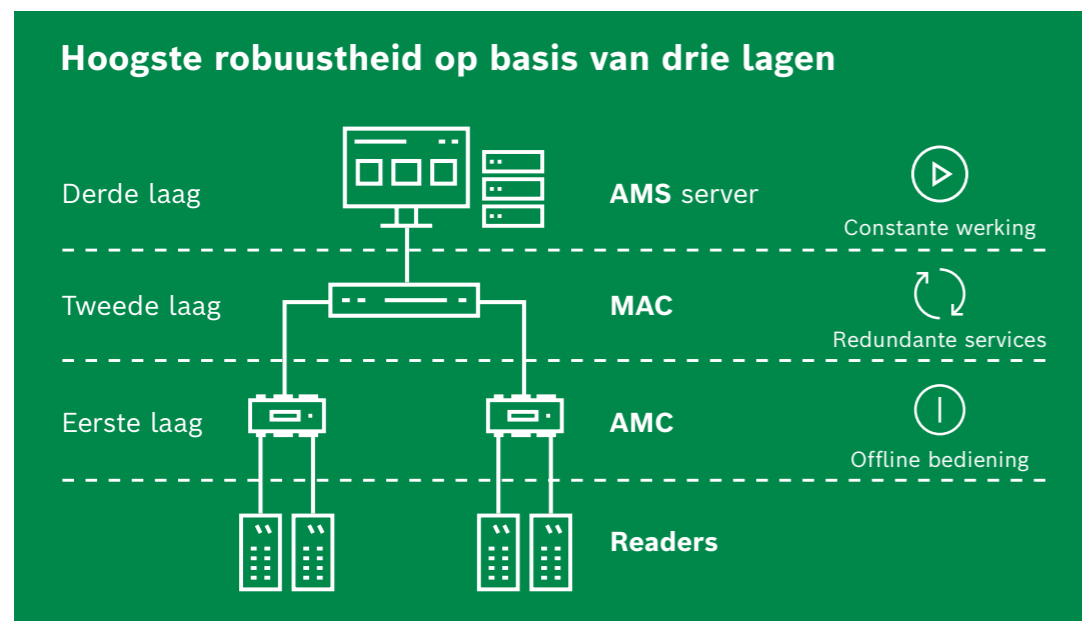 Hoogste robuustheid op basis van drie lagen
Derde laag
AMS server
Constante werking
Tweede laag
MAC
Redundante services
Eerste laag
AMC
Offline bediening
Readers